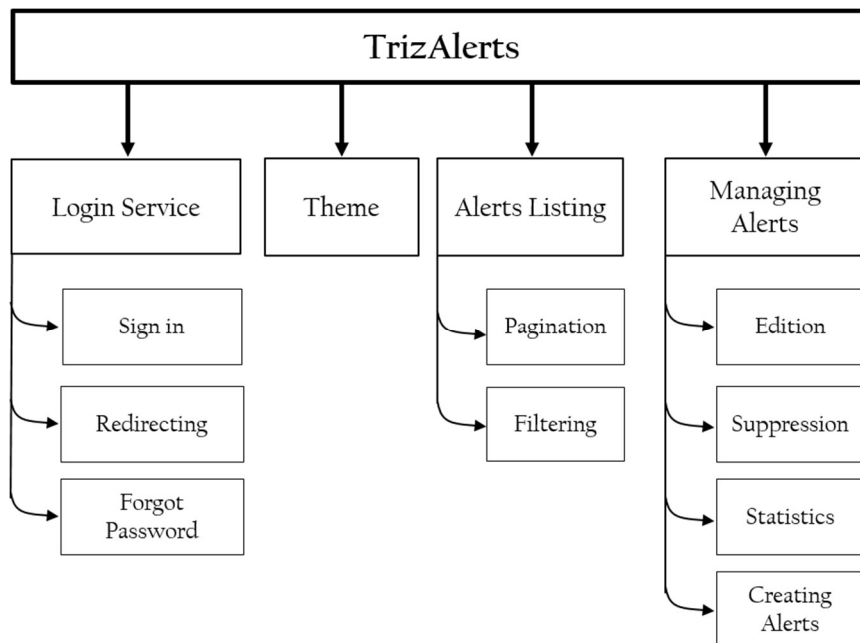 TrizAlerts
Login Service
Theme
Alerts Listing
Managing
Alerts
Sign in
Redirecting
Forgot
Password
Pagination
Filtering
Edition
Suppression
Statistics
Creating
Alerts